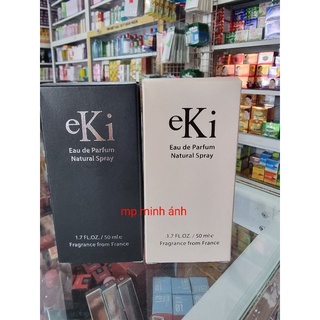 eKi
Eau de Parfum
Natural Spray
1.7 FL.OZ. / 50 ml e
Fragrance from France
eKi
Eau de Parfum
Natural Spray
1.7 FL.OZ. / 50 ml e
Fragrance from France
mp minh ánh